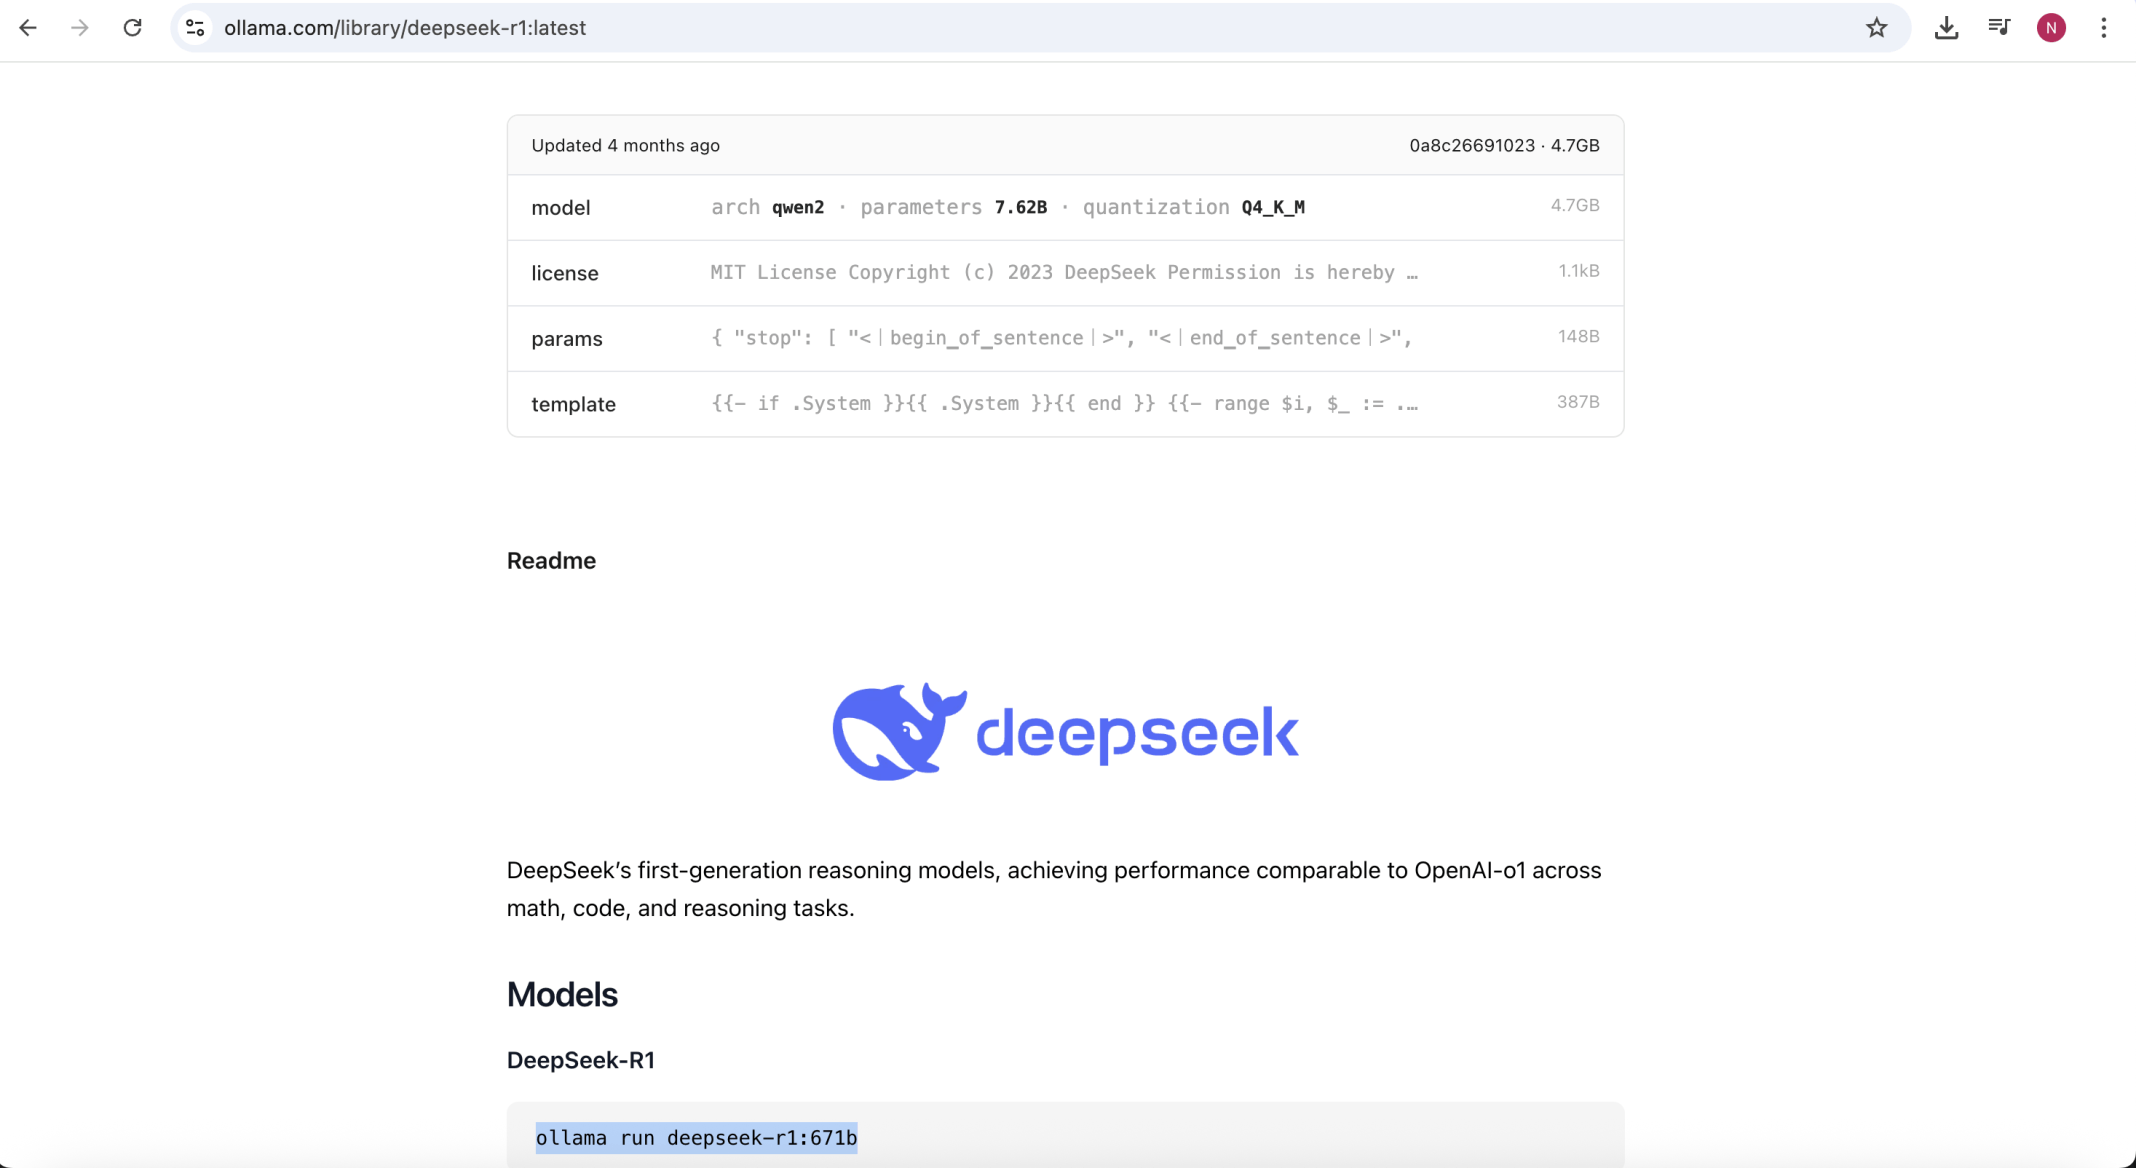 ollama.com/library/deepseek-r1:latest
N
Updated 4 months ago 0a8c26691023 · 4.7GB
model arch qwen2 · parameters 7.62B · quantization Q4_K_M 4.7GB
license MIT License Copyright (c) 2023 DeepSeek Permission is hereby … 1.1kB
params { "stop": [ "<｜begin_of_sentence｜>", "<｜end_of_sentence｜>", 148B
template {{- if .System }}{{ .System }}{{ end }} {{- range $i, $_ := .… 387B
Readme
deepseek
DeepSeek’s first-generation reasoning models, achieving performance comparable to OpenAI-o1 across
math, code, and reasoning tasks.
Models
DeepSeek-R1
ollama run deepseek-r1:671b